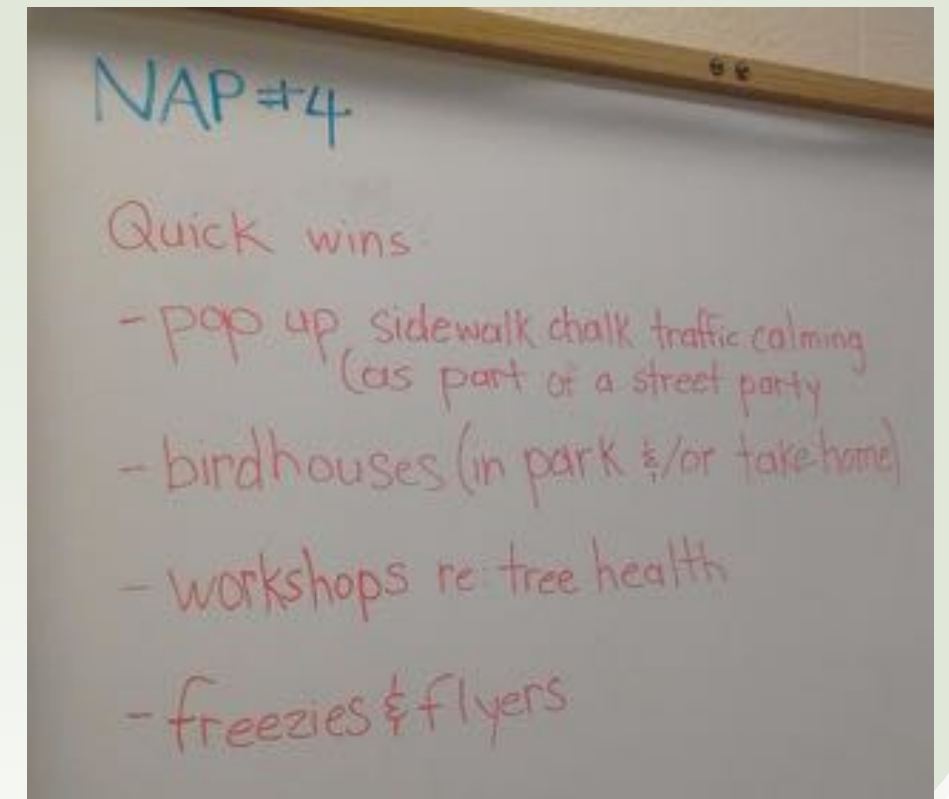 NAP #4
Quick wins
- pop up sidewalk chalk traffic calming
(as part of a street party
- birdhouses (in park &/or take home)
- workshops re: tree health
- freezies & flyers